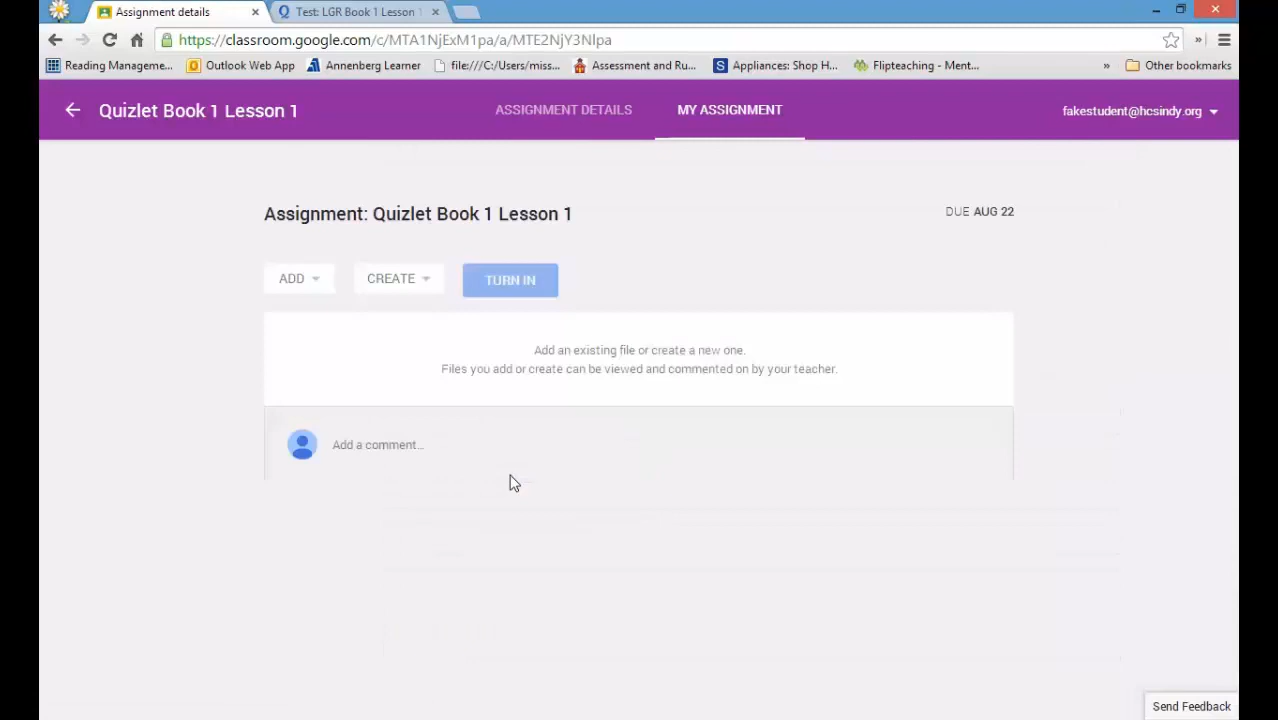 Assignment details
Test: LGR Book 1 Lesson 1
https://classroom.google.com/c/MTA1NjExM1pa/a/MTE2NjY3Nlpa
Reading Manageme... Outlook Web App Annenberg Learner file:///C:/Users/miss... Assessment and Ru... Appliances: Shop H... Flipteaching - Ment... » Other bookmarks
Quizlet Book 1 Lesson 1 ASSIGNMENT DETAILS MY ASSIGNMENT fakestudent@hcsindy.org
Assignment: Quizlet Book 1 Lesson 1 DUE AUG 22
ADD CREATE TURN IN
Add an existing file or create a new one.
Files you add or create can be viewed and commented on by your teacher.
Add a comment...
Send Feedback